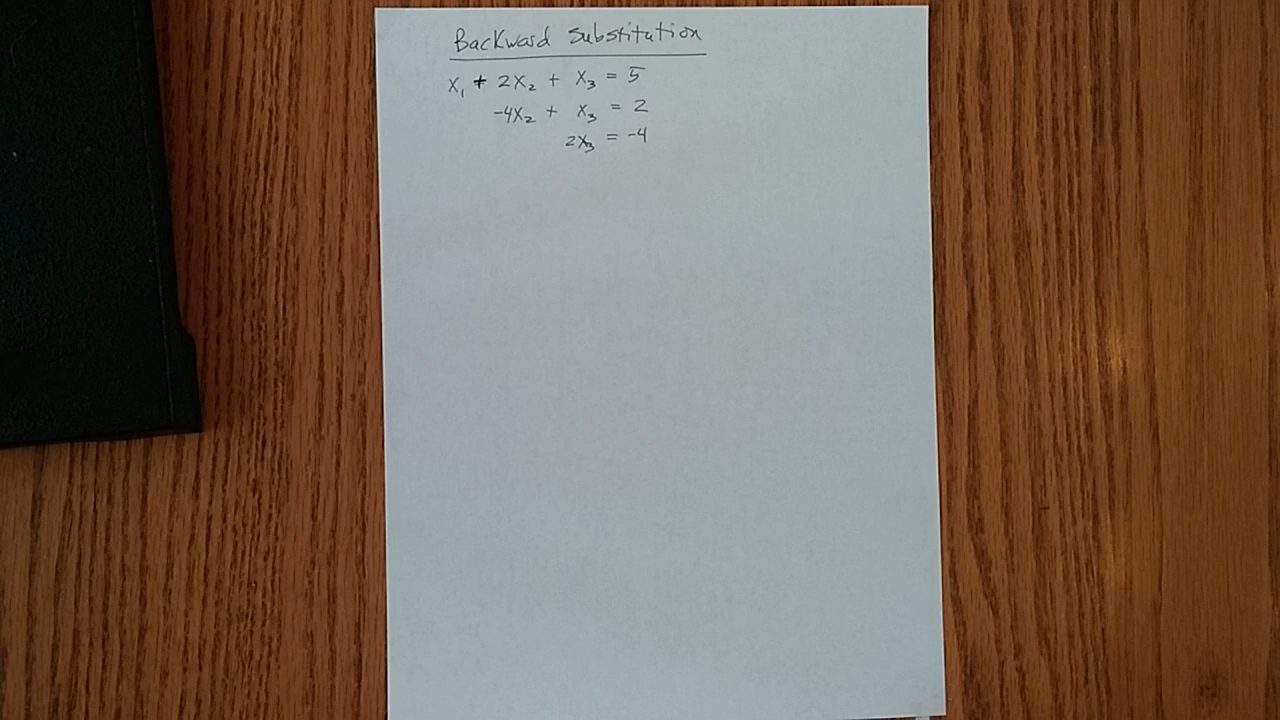 Backward Substitution
x₁ + 2x₂ + x₃ = 5
-4x₂ + x₃ = 2
2x₃ = -4